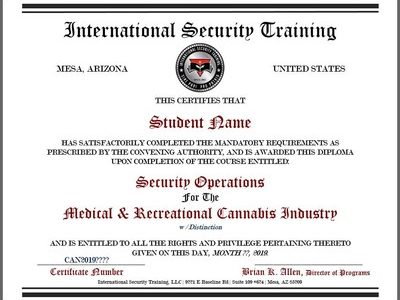 International Security Training
MESA, ARIZONA UNITED STATES
THIS CERTIFIES THAT
Student Name
HAS SATISFACTORILY COMPLETED THE MANDATORY REQUIREMENTS AS
PRESCRIBED BY THE CONVENING AUTHORITY, AND IS AWARDED THIS DIPLOMA
UPON COMPLETION OF THE COURSE ENTITLED:
Security Operations
For The
Medical & Recreational Cannabis Industry
w / Distinction
AND IS ENTITLED TO ALL THE RIGHTS AND PRIVILEGE PERTAINING THERETO
GIVEN ON THIS DAY, MONTH ??, 2019.
CAN2019????
Certificate Number Brian K. Allen, Director of Programs
International Security Training, LLC | E Baseline Rd | Suite 109 | Mesa, AZ